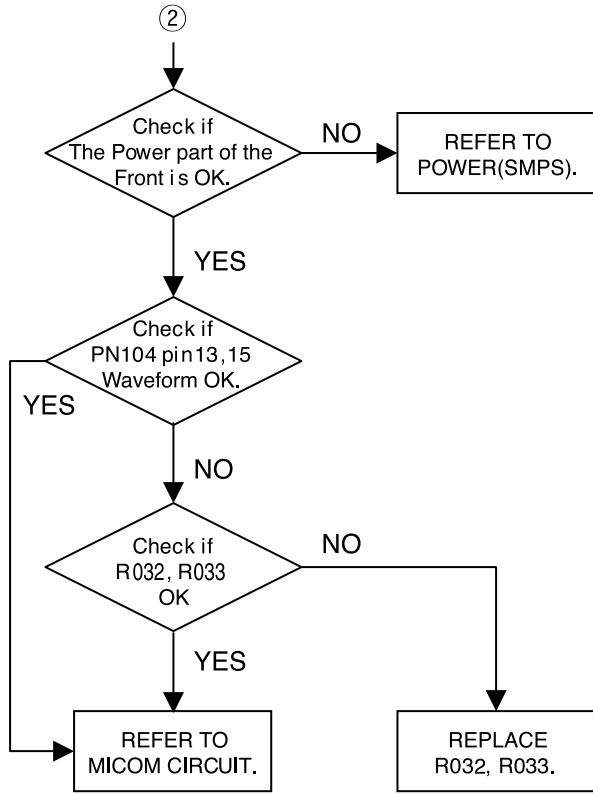 ②
Check if
The Power part of the
Front is OK.
NO
REFER TO
POWER(SMPS).
YES
Check if
PN104 pin13,15
Waveform OK.
YES
NO
Check if
R032, R033
OK
NO
YES
REFER TO
MICOM CIRCUIT.
REPLACE
R032, R033.